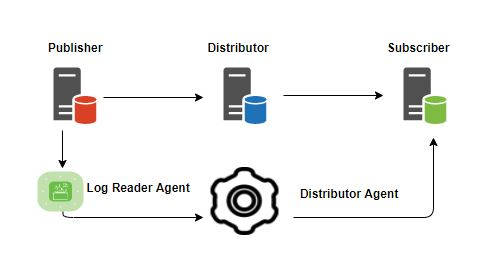 Publisher
Distributor
Subscriber
Log Reader Agent
Distributor Agent